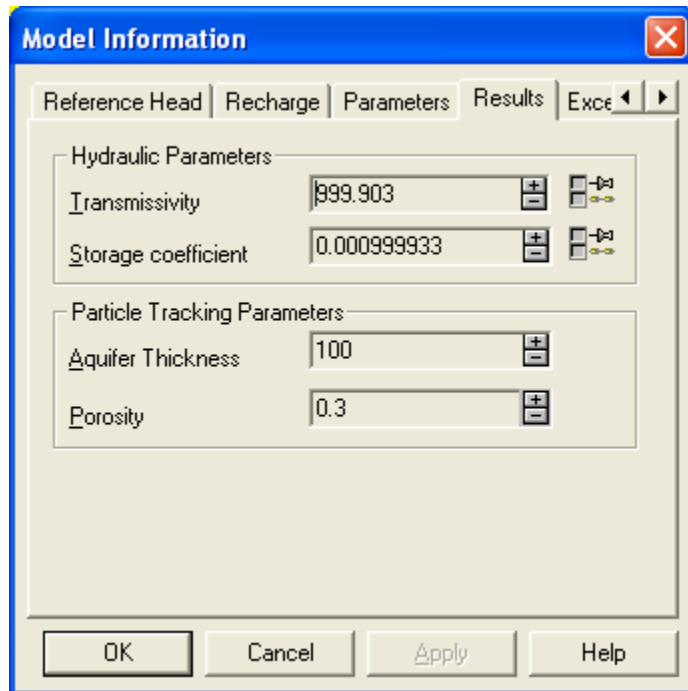 Model Information
Reference Head Recharge Parameters Results Exce
Hydraulic Parameters
Transmissivity 999.903
Storage coefficient 0.000999933
Particle Tracking Parameters
Aquifer Thickness 100
Porosity 0.3
OK Cancel Apply Help